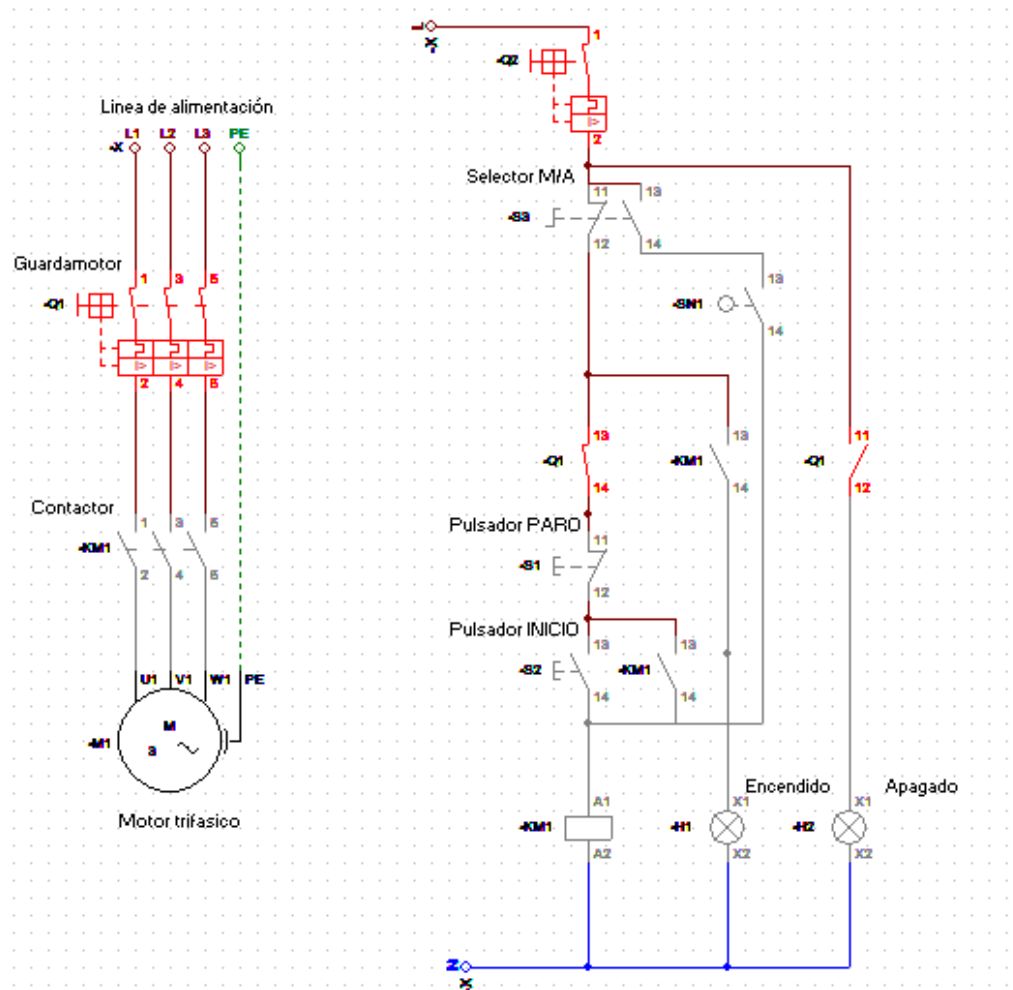 L
-X
1
-Q2
2
Linea de alimentación
L1 L2 L3 PE
-X
Selector M/A
11 13
-S3
12 14
Guardamotor
1 3 5
-Q1
2 4 6
13
-SN1
14
13 13 11
-Q1 -KM1 -Q1
14 14 12
Contactor
1 3 5
-KM1
2 4 6
Pulsador PARO
11
-S1
12
Pulsador INICIO
13 13
-S2 -KM1
14 14
U1 V1 W1 PE
M
-M1
3
Motor trifasico
Encendido Apagado
A1 X1 X1
-KM1 -H1 -H2
A2 X2 X2
N
-X